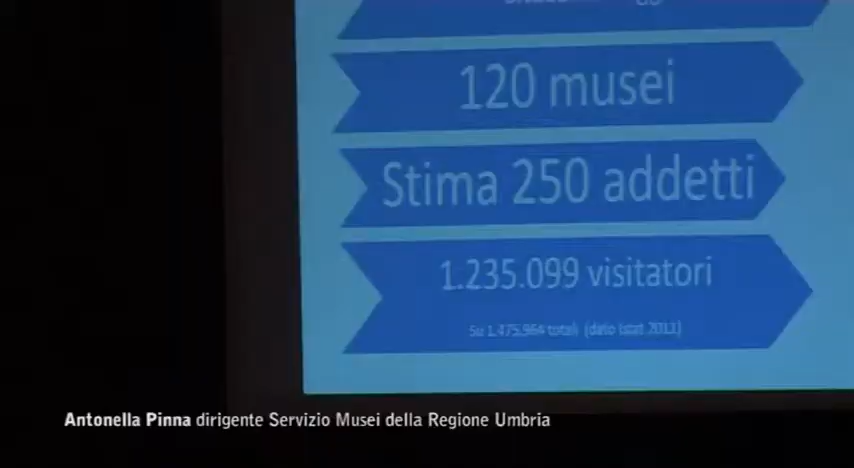 120 musei
Stima 250 addetti
1.235.099 visitatori
Su 1.475.964 totali (dato Istat 2011)
Antonella Pinna dirigente Servizio Musei della Regione Umbria